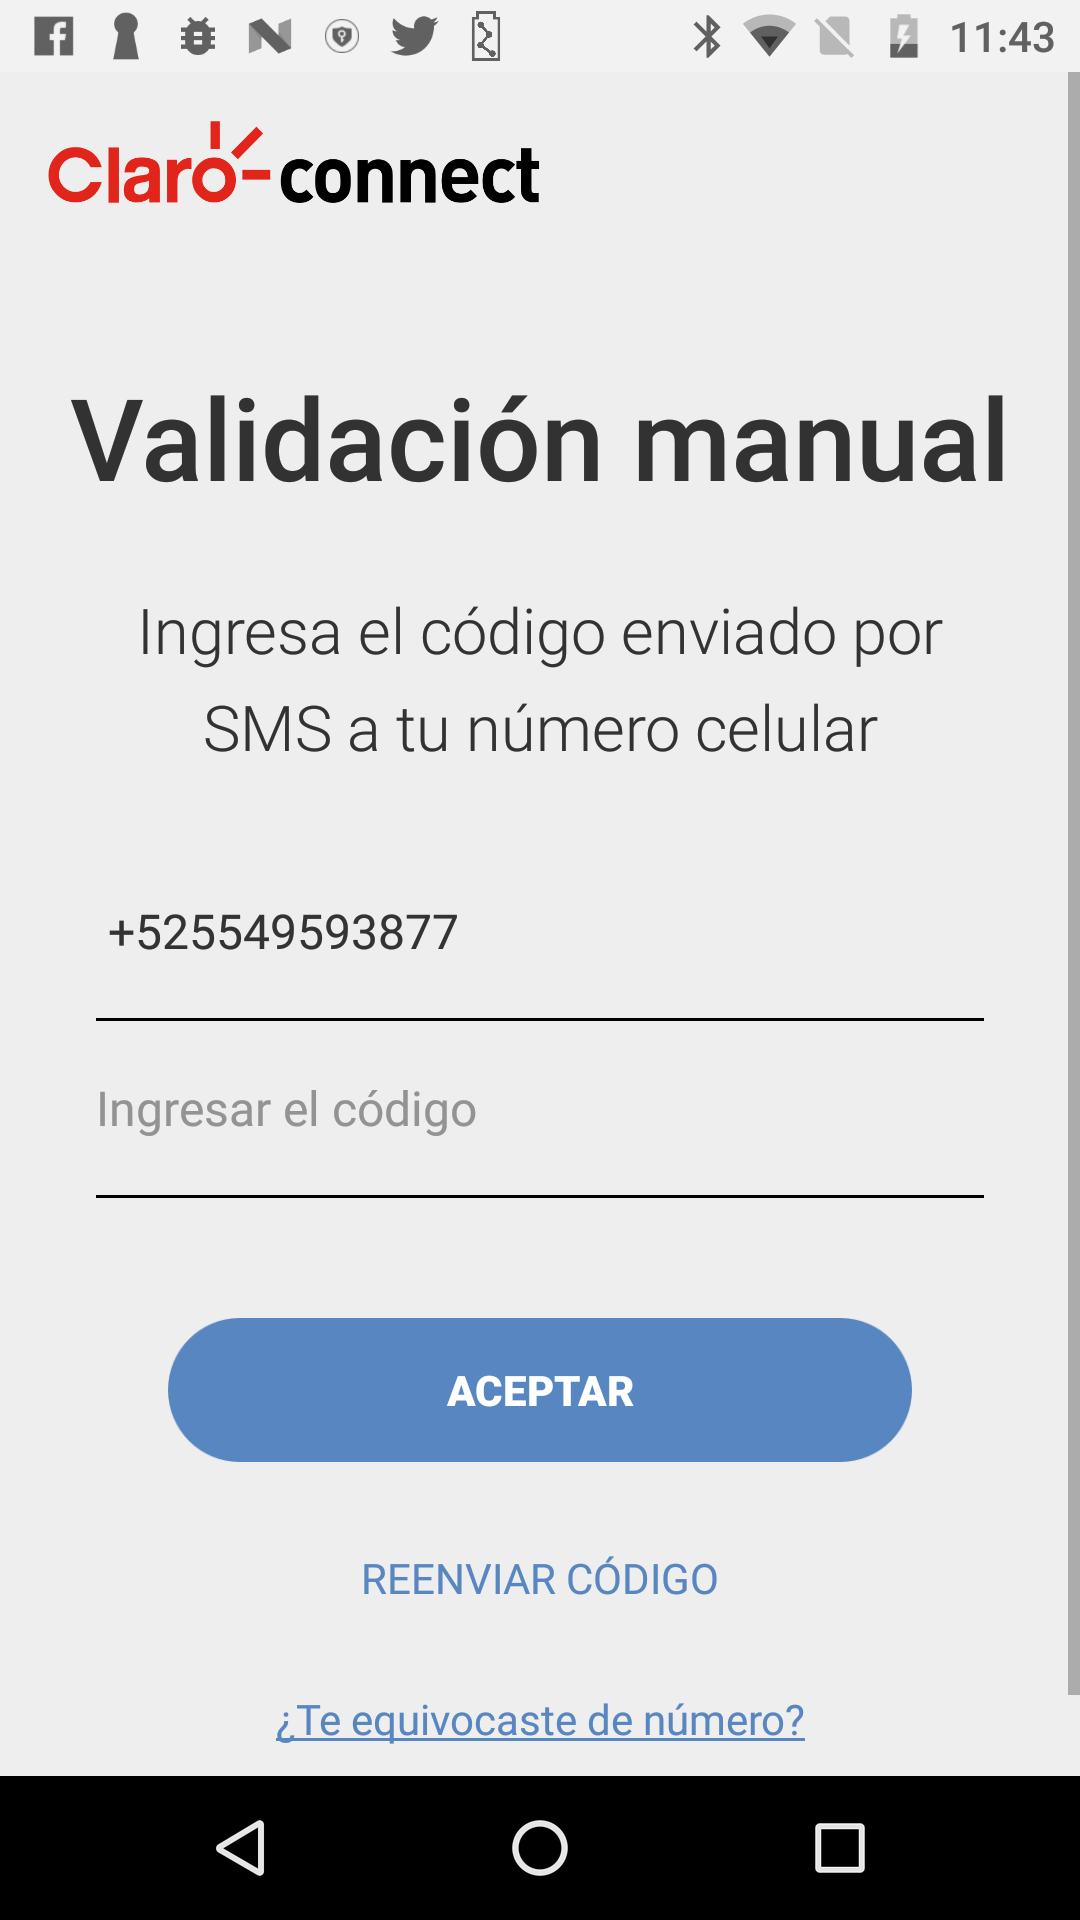 11:43
Claro-connect
Validación manual
Ingresa el código enviado por
SMS a tu número celular
+525549593877
Ingresar el código
ACEPTAR
REENVIAR CÓDIGO
¿Te equivocaste de número?